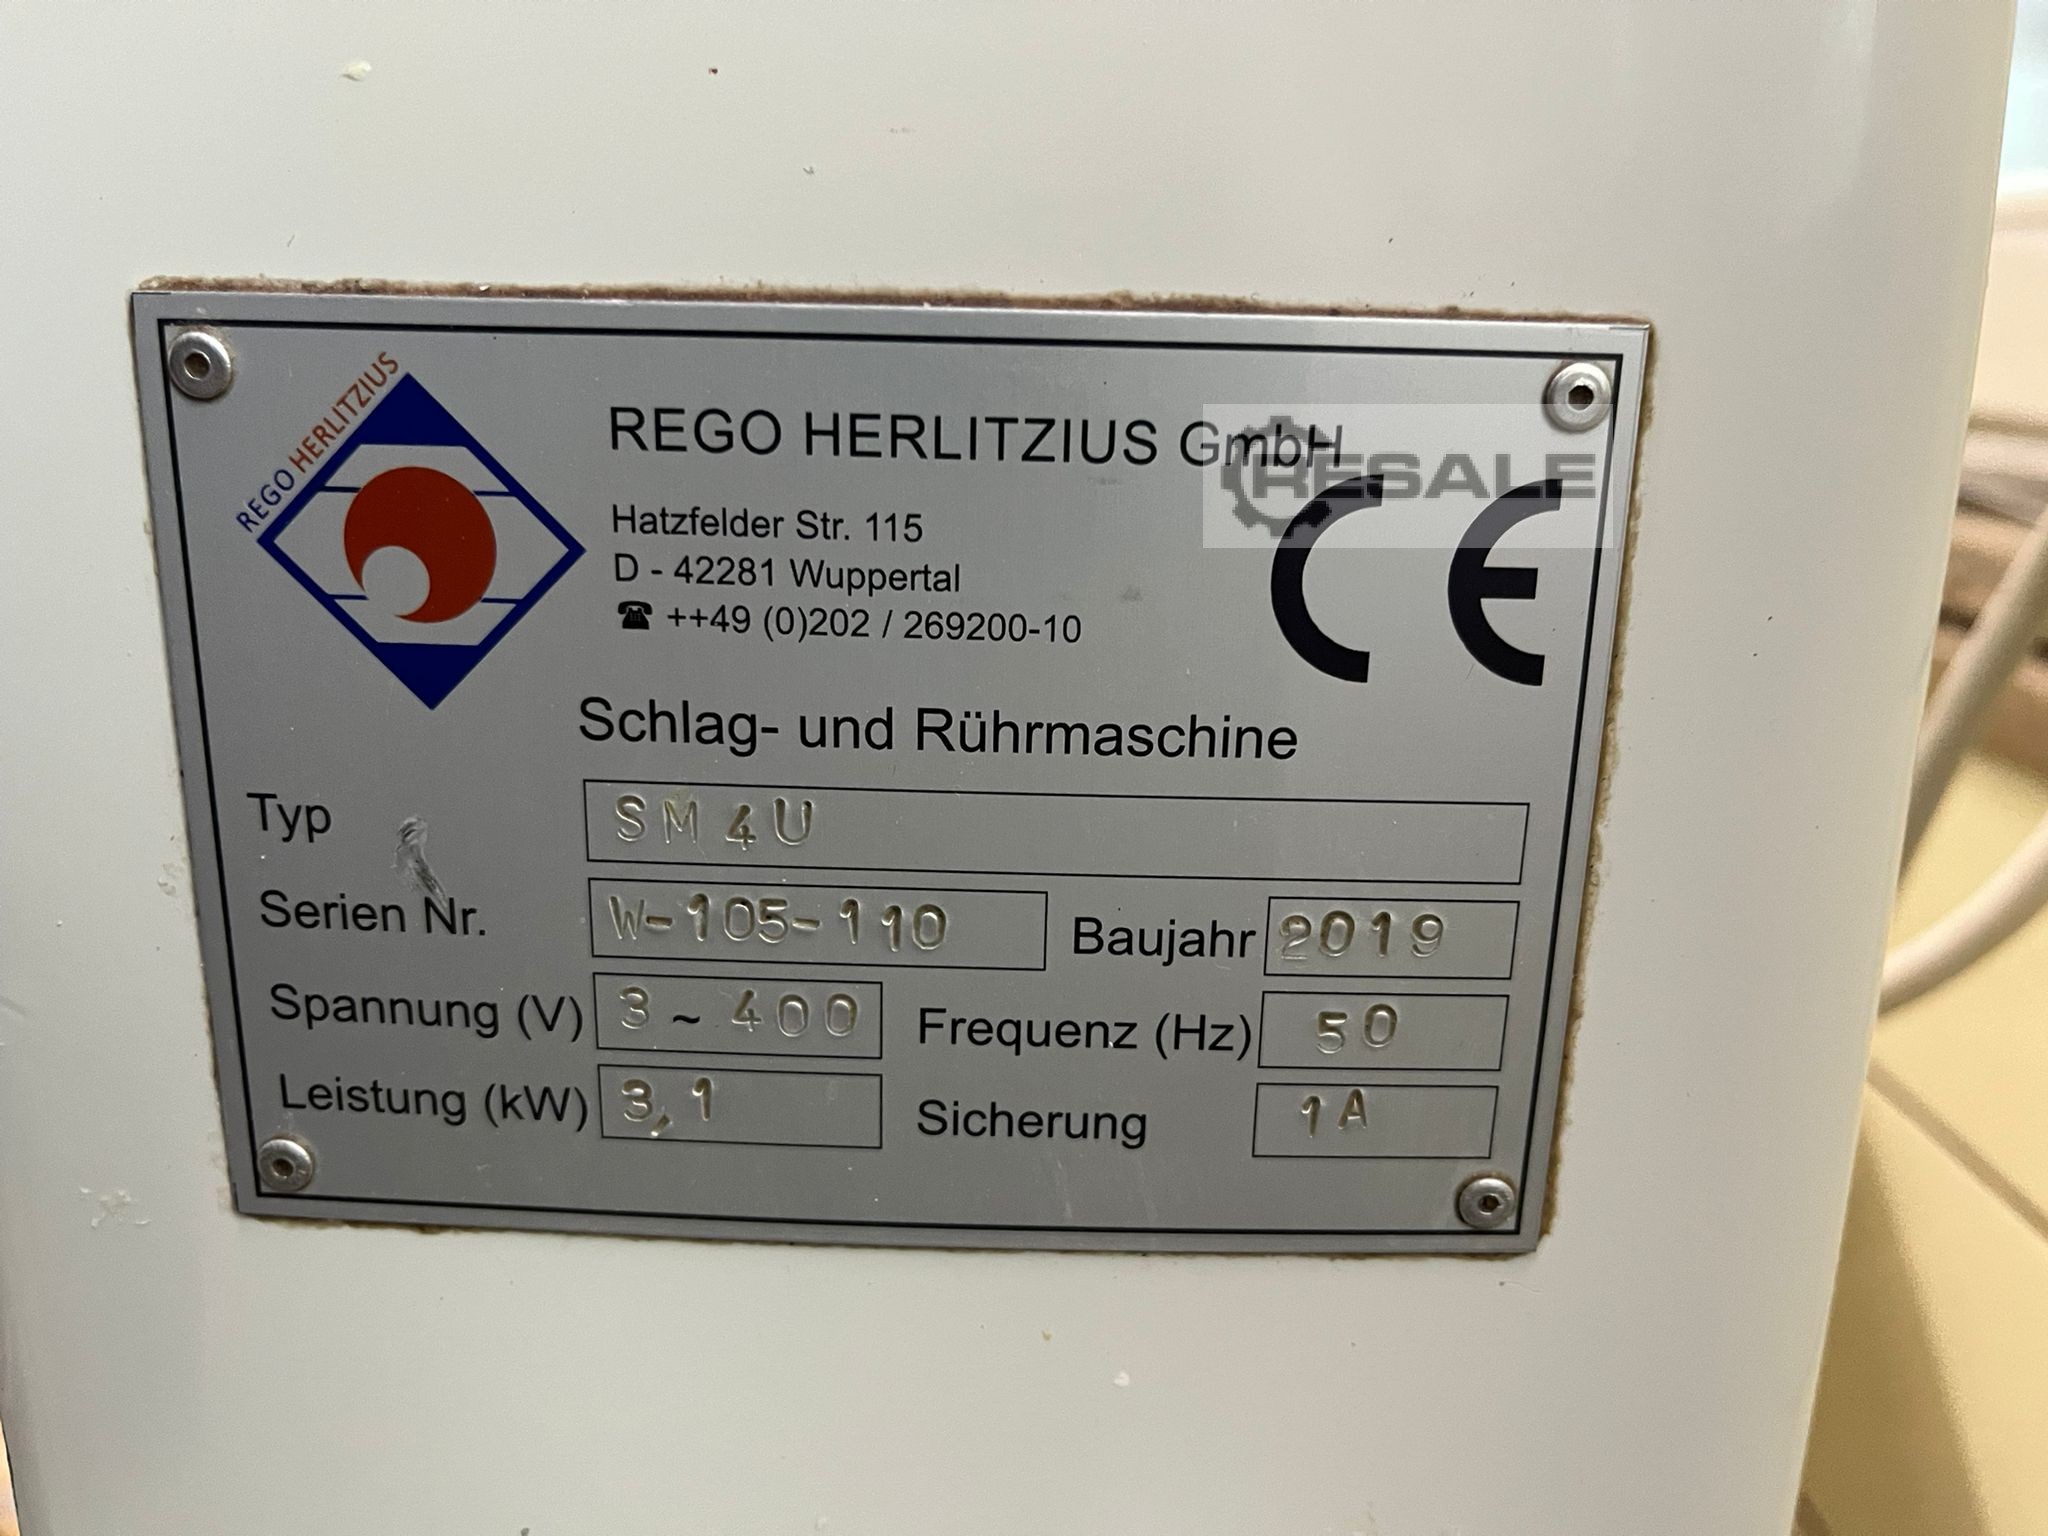 REGO HERLITZIUS
REGO HERLITZIUS GmbH
RESALE
Hatzfelder Str. 115
D - 42281 Wuppertal
☎ ++49 (0)202 / 269200-10
CE
Schlag- und Rührmaschine
Typ SM4U
Serien Nr. W-105-110 Baujahr 2019
Spannung (V) 3~400 Frequenz (Hz) 50
Leistung (kW) 3,1 Sicherung 1A